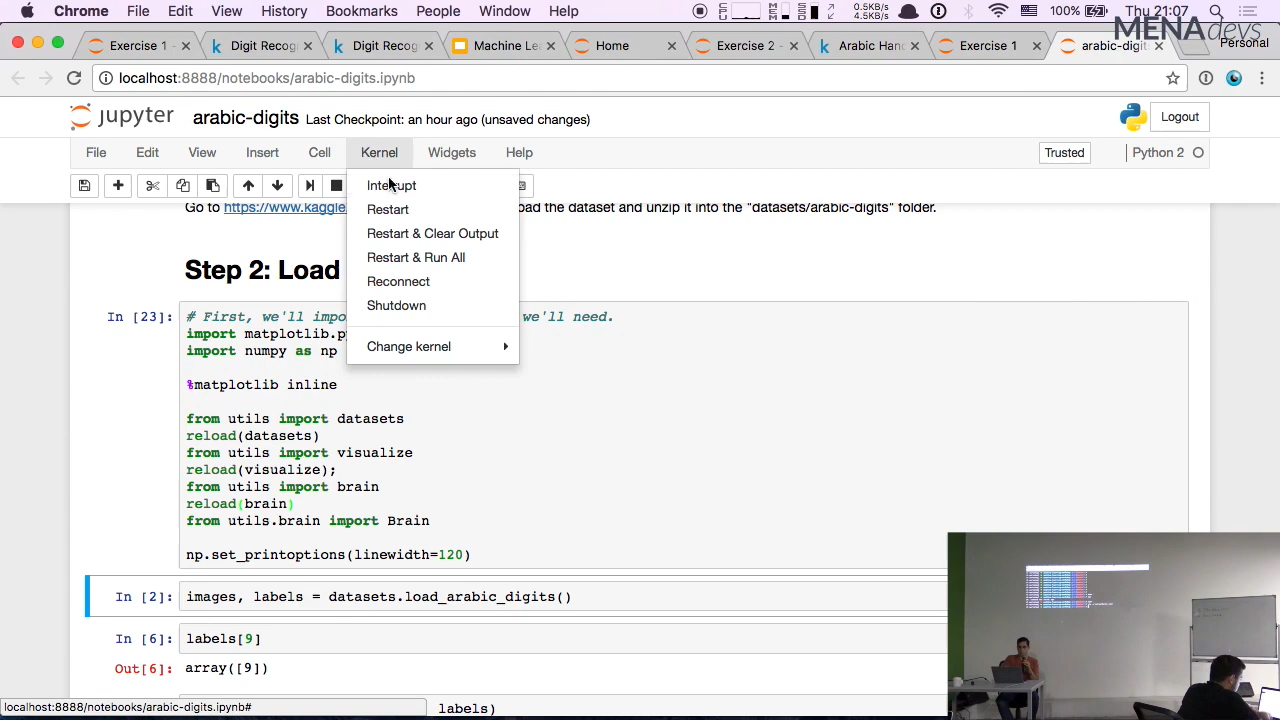 Chrome File Edit View History Bookmarks People Window Help
0.5KB/s
4.5KB/s
100% Thu 21:07
MENAdevs
Exercise 1 -
Digit Recog
Digit Recog
Machine Le
Home
Exercise 2 -
Arabic Han
Exercise 1
arabic-digit
Personal
localhost:8888/notebooks/arabic-digits.ipynb
jupyter arabic-digits Last Checkpoint: an hour ago (unsaved changes)
Logout
File Edit View Insert Cell Kernel Widgets Help
Trusted
Python 2
Interrupt
Restart
Restart & Clear Output
Restart & Run All
Reconnect
Shutdown
Change kernel
Go to https://www.kaggle oad the dataset and unzip it into the "datasets/arabic-digits" folder.
Step 2: Load
In [23]:
# First, we'll impo we'll need.
import matplotlib.p
import numpy as np
%matplotlib inline
from utils import datasets
reload(datasets)
from utils import visualize
reload(visualize);
from utils import brain
reload(brain)
from utils.brain import Brain
np.set_printoptions(linewidth=120)
In [2]: images, labels = datasets.load_arabic_digits()
In [6]: labels[9]
Out[6]: array([9])
labels)
localhost:8888/notebooks/arabic-digits.ipynb#